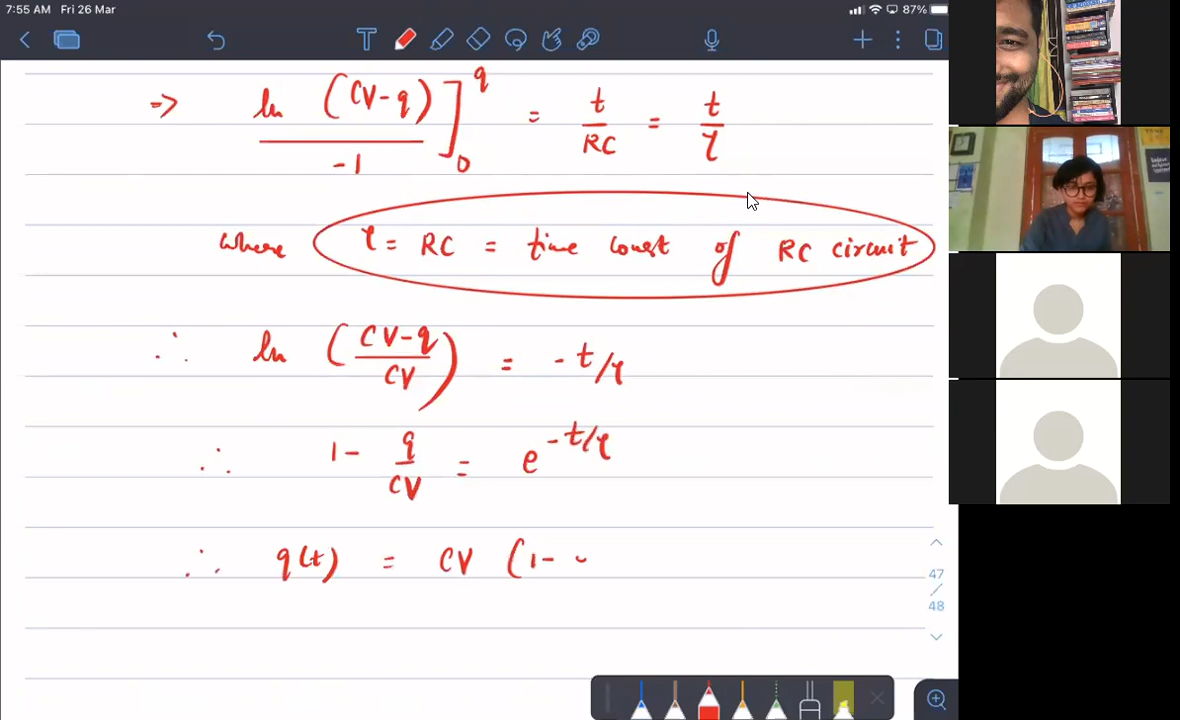 7:55 AM Fri 26 Mar
87%
=> ln (CV-q)/-1 ]₀^q = t/RC = t/τ
where τ = RC = time const of RC circuit
∴ ln (CV-q/CV) = -t/τ
∴ 1 - q/CV = e^-t/τ
∴ q(t) = CV (1-
47
/
48